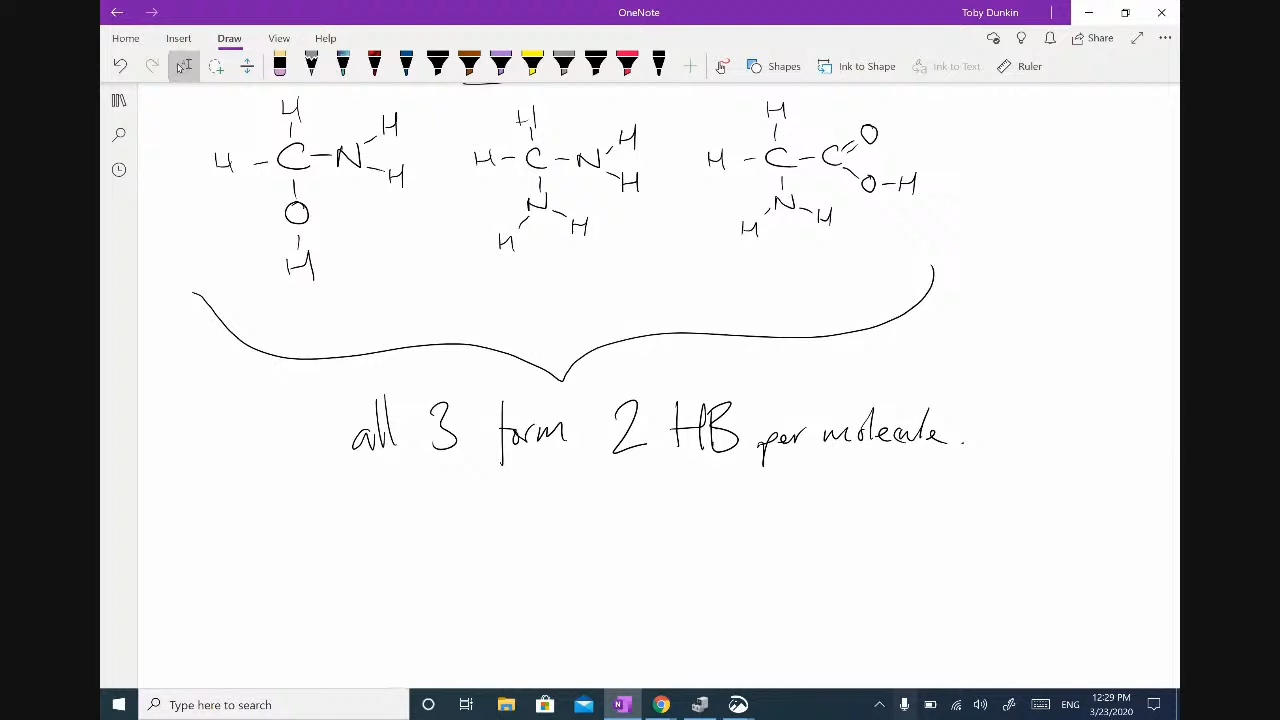 OneNote
Toby Dunkin
Home Insert Draw View Help
Share
Shapes Ink to Shape Ink to Text Ruler
H H H
H C N H H C N H H C C O
H H O H
O N N
H H H H H
H
all 3 form 2 HB per molecule.
Type here to search
ENG
12:29 PM
3/23/2020